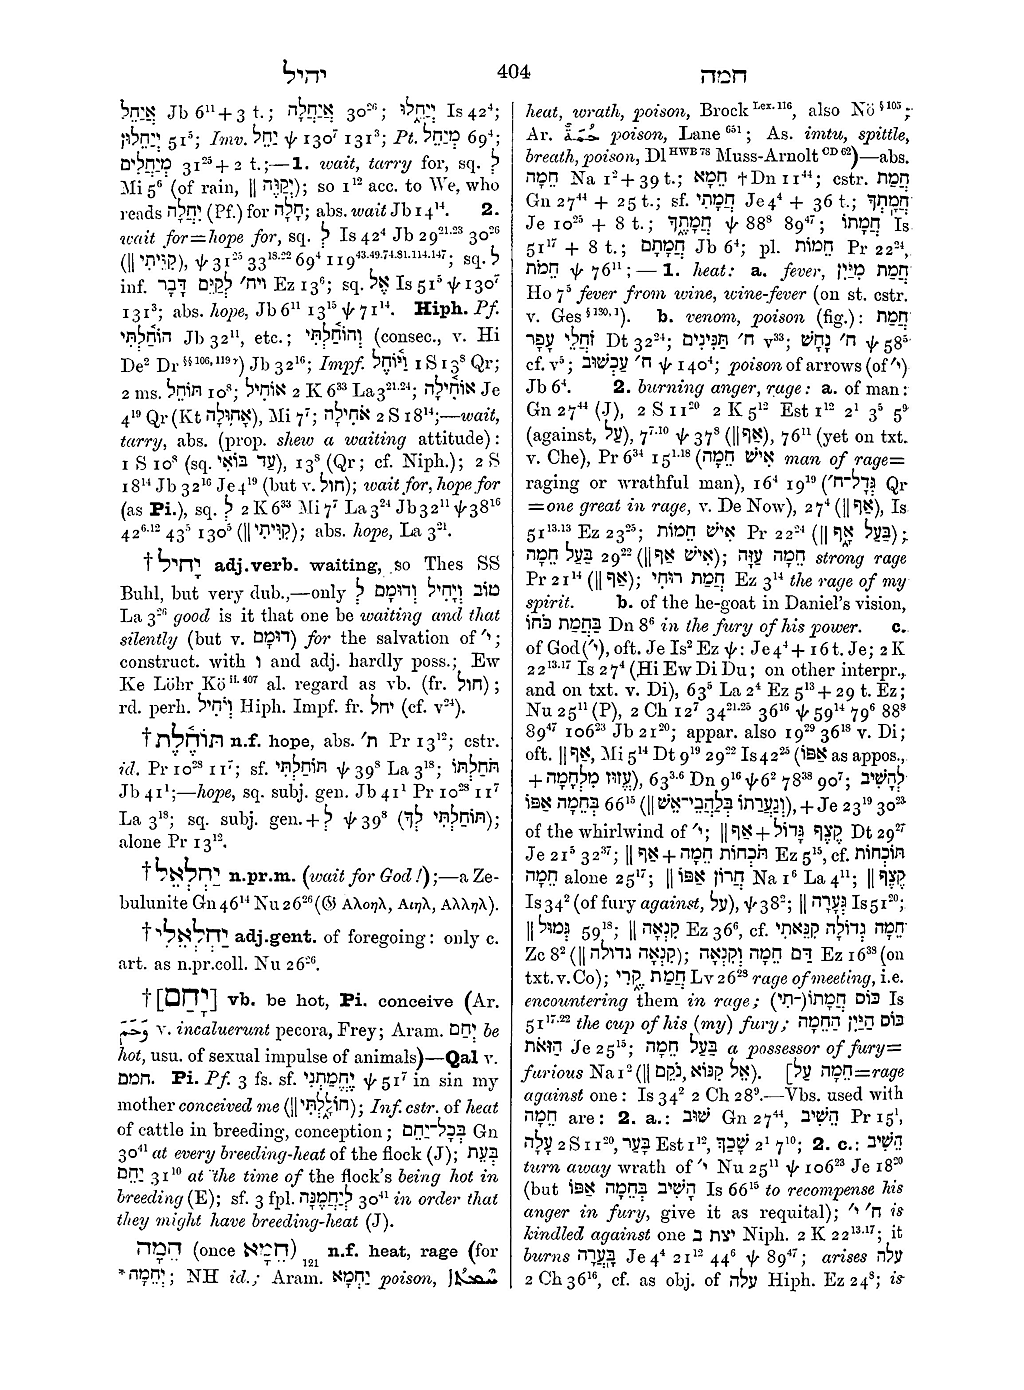 יהיל 404 חמה
אֲיַחֵל Jb 6¹¹ + 3 t.; אֲיַחֵלָה 30²⁶; יְיַחֵלוּ Is 42⁴;
יְיַחֵלוּן 51⁵; Imv. יַחֵל ψ 130⁷ 131³; Pt. מְיַחֵל 69⁴;
מְיַחֲלִים 31²⁵ + 2 t.;—1. wait, tarry for, sq. לְ
Mi 5⁶ (of rain, ‖ יְקַוֶּה); so 1¹² acc. to We, who
reads יִחֲלָה (Pf.) for חָלָה; abs. wait Jb 14¹⁴. 2.
wait for=hope for, sq. לְ Is 42⁴ Jb 29²¹·²³ 30²⁶
(‖ קִוִּיתִי), ψ 31²⁵ 33¹⁸·²² 69⁴ 119⁴³·⁴⁹·⁷⁴·⁸¹·¹¹⁴·¹⁴⁷; sq. לְ
inf. ויח׳ לְקַיֵּם דָּבָר Ez 13⁶; sq. אֶל Is 51⁵ ψ 130⁷
131³; abs. hope, Jb 6¹¹ 13¹⁵ ψ 71¹⁴. Hiph. Pf.
הוֹחַלְתִּי Jb 32¹¹, etc.; וְהוֹחַלְתִּי (consec., v. Hi
De² Dr §§ 106, 119 γ) Jb 32¹⁶; Impf. וַיּוֹחֶל 1 S 13⁸ Qr;
2 ms. תּוֹחֵל 10⁸; אוֹחִיל 2 K 6³³ La 3²¹·²⁴; אוֹחִילָה Je
4¹⁹ Qr (Kt אָחוּלָה), Mi 7⁷; אֹחִילָה 2 S 18¹⁴;—wait,
tarry, abs. (prop. shew a waiting attitude):
1 S 10⁸ (sq. עַד בּוֹאִי), 13⁸ (Qr; cf. Niph.); 2 S
18¹⁴ Jb 32¹⁶ Je 4¹⁹ (but v. חול); wait for, hope for
(as Pi.), sq. לְ 2 K 6³³ Mi 7⁷ La 3²⁴ Jb 32¹¹ ψ 38¹⁶
42⁶·¹² 43⁵ 130⁵ (‖ קִוִּיתִי); abs. hope, La 3²¹.
†יָחִיל adj.verb. waiting, so Thes SS
Buhl, but very dub.,—only טוֹב וְיָחִיל וְדוּמָם לְ
La 3²⁶ good is it that one be waiting and that
silently (but v. דוּמָם) for the salvation of י׳;
construct. with ו and adj. hardly poss.; Ew
Ke Löhr Kö II. 407 al. regard as vb. (fr. חול);
rd. perh. וְיֹחִיל Hiph. Impf. fr. יחל (cf. v²⁴).
†תּוֹחֶלֶת n.f. hope, abs. ת׳ Pr 13¹²; cstr.
id. Pr 10²⁸ 11⁷; sf. תּוֹחַלְתִּי ψ 39⁸ La 3¹⁸; תֹּחַלְתּוֹ
Jb 41¹;—hope, sq. subj. gen. Jb 41¹ Pr 10²⁸ 11⁷
La 3¹⁸; sq. subj. gen. + לְ ψ 39⁸ (תּוֹחַלְתִּי לְךָ);
alone Pr 13¹².
†יַחְלְאֵל n.pr.m. (wait for God!);—a Ze-
bulunite Gn 46¹⁴ Nu 26²⁶ (𝔊 Αλοηλ, Αιηλ, Αλληλ).
†יַחְלְאֵלִי adj.gent. of foregoing: only c.
art. as n.pr.coll. Nu 26²⁶.
†[יָחַם] vb. be hot, Pi. conceive (Ar.
وَحَمَ v. incaluerunt pecora, Frey; Aram. יְחֵם be
hot, usu. of sexual impulse of animals)—Qal v.
חמם. Pi. Pf. 3 fs. sf. יֶחֱמַתְנִי ψ 51⁷ in sin my
mother conceived me (‖ חוֹלָלְתִּי); Inf. cstr. of heat
of cattle in breeding, conception; בְּכָל־יַחֵם Gn
30⁴¹ at every breeding-heat of the flock (J); בְּעֵת
יַחֵם 31¹⁰ at the time of the flock's being hot in
breeding (E); sf. 3 fpl. לְיַחְמֵנָּה 30⁴¹ in order that
they might have breeding-heat (J).
חֵמָה (once חֵמָא)₁₂₁ n.f. heat, rage (for
*יַחְמָה; NH id.; Aram. יַחְמָא poison,
heat, wrath, poison, Brock Lex. 116, also Nö § 105;
Ar. حُمَةٌ poison, Lane 651; As. imtu, spittle,
breath, poison, Dl HWB 78 Muss-Arnolt CD 62)—abs.
חֵמָה Na 1² + 39 t.; חֵמָא †Dn 11⁴⁴; cstr. חֲמַת
Gn 27⁴⁴ + 25 t.; sf. חֲמָתִי Je 4⁴ + 36 t.; חֲמָתְךָ
Je 10²⁵ + 8 t.; חֲמָתֶךָ ψ 88⁸ 89⁴⁷; חֲמָתוֹ Is
51¹⁷ + 8 t.; חֲמָתָם Jb 6⁴; pl. חֵמוֹת Pr 22²⁴,
חֵמֹת ψ 76¹¹;—1. heat: a. fever, חֲמַת מִיָּיִן
Ho 7⁵ fever from wine, wine-fever (on st. cstr.
v. Ges § 130. 1). b. venom, poison (fig.): חֲמַת
זֹחֲלֵי עָפָר Dt 32²⁴; ח׳ תַּנִּינִים v³³; ח׳ נָחָשׁ ψ 58⁵
cf. v⁵; ח׳ עַכְשׁוּב ψ 140⁴; poison of arrows (of י׳)
Jb 6⁴. 2. burning anger, rage: a. of man:
Gn 27⁴⁴ (J), 2 S 11²⁰ 2 K 5¹² Est 1¹² 2¹ 3⁵ 5⁹
(against, עַל), 7⁷·¹⁰ ψ 37⁸ (‖ אַף), 76¹¹ (yet on txt.
v. Che), Pr 6³⁴ 15¹·¹⁸ (אִישׁ חֵמָה man of rage=
raging or wrathful man), 16⁴ 19¹⁹ (גְּדָל־ח׳ Qr
=one great in rage, v. De Now), 27⁴ (‖ אַף), Is
51¹³·¹³ Ez 23²⁵; אִישׁ חֵמוֹת Pr 22²⁴ (‖ בַּעַל אַף);
בַּעַל חֵמָה 29²² (‖ אִישׁ אַף); חֵמָה עַזָּה strong rage
Pr 21¹⁴ (‖ אַף); חֲמַת רוּחִי Ez 3¹⁴ the rage of my
spirit. b. of the he-goat in Daniel's vision,
בַּחֲמַת כֹּחוֹ Dn 8⁶ in the fury of his power. c.
of God (י׳), oft. Je Is² Ez ψ: Je 4⁴ + 16 t. Je; 2 K
22¹³·¹⁷ Is 27⁴ (Hi Ew Di Du; on other interpr.,
and on txt. v. Di), 63⁵ La 2⁴ Ez 5¹³ + 29 t. Ez;
Nu 25¹¹ (P), 2 Ch 12⁷ 34²¹·²⁵ 36¹⁶ ψ 59¹⁴ 79⁶ 88⁸
89⁴⁷ 106²³ Jb 21²⁰; appar. also 19²⁹ 36¹⁸ v. Di;
oft. ‖ אַף, Mi 5¹⁴ Dt 9¹⁹ 29²² Is 42²⁵ (אַפּוֹ as appos.,
+ עֱזוּז מִלְחָמָה), 63³·⁶ Dn 9¹⁶ ψ 6² 78³⁸ 90⁷; לְהָשִׁיב
בְּחֵמָה אַפּוֹ 66¹⁵ (‖ וְגַעֲרָתוֹ בְּלַהֲבֵי־אֵשׁ), + Je 23¹⁹ 30²³
of the whirlwind of י׳; ‖ אַף + קֶצֶף גָּדוֹל Dt 29²⁷
Je 21⁵ 32³⁷; ‖ אַף + תֹּכְחוֹת חֵמָה Ez 5¹⁵, cf. תּוֹכְחוֹת
חֵמָה alone 25¹⁷; ‖ חֲרוֹן אַפּוֹ Na 1⁶ La 4¹¹; ‖ קֶצֶף
Is 34² (of fury against, עַל), ψ 38²; ‖ גְּעָרָה Is 51²⁰;
‖ גְּמוּל 59¹⁸; ‖ קִנְאָה Ez 36⁶, cf. חֵמָה גְדוֹלָה קִנֵּאתִי
Zc 8² (‖ קִנְאָה גדולה); דַּם חֵמָה וְקִנְאָה Ez 16³⁸ (on
txt. v. Co); חֲמַת קֶרִי Lv 26²⁸ rage of meeting, i.e.
encountering them in rage; כּוֹס חֲמָתוֹ (־תִי) Is
51¹⁷·²² the cup of his (my) fury; כּוֹס הַיַּיִן הַחֵמָה
הַזֹּאת Je 25¹⁵; בַּעַל חֵמָה a possessor of fury=
furious Na 1² (‖ נֹקֵם, אֵל קַנּוֹא). [חֵמָה עַל=rage
against one: Is 34² 2 Ch 28⁹.—Vbs. used with
חֵמָה are: 2. a.: שׁוּב Gn 27⁴⁴, הֵשִׁיב Pr 15¹,
עָלָה 2 S 11²⁰, בָּעַר Est 1¹², שָׁכַךְ 2¹ 7¹⁰; 2. c.: הֵשִׁיב
turn away wrath of י׳ Nu 25¹¹ ψ 106²³ Je 18²⁰
(but הָשִׁיב בְּחֵמָה אַפּוֹ Is 66¹⁵ to recompense his
anger in fury, give it as requital); ח׳ י׳ is
kindled against one יצת ב Niph. 2 K 22¹³·¹⁷; it
burns בָּעֲרָה Je 4⁴ 21¹² 44⁶ ψ 89⁴⁷; arises עלה
2 Ch 36¹⁶, cf. as obj. of עלה Hiph. Ez 24⁸; is